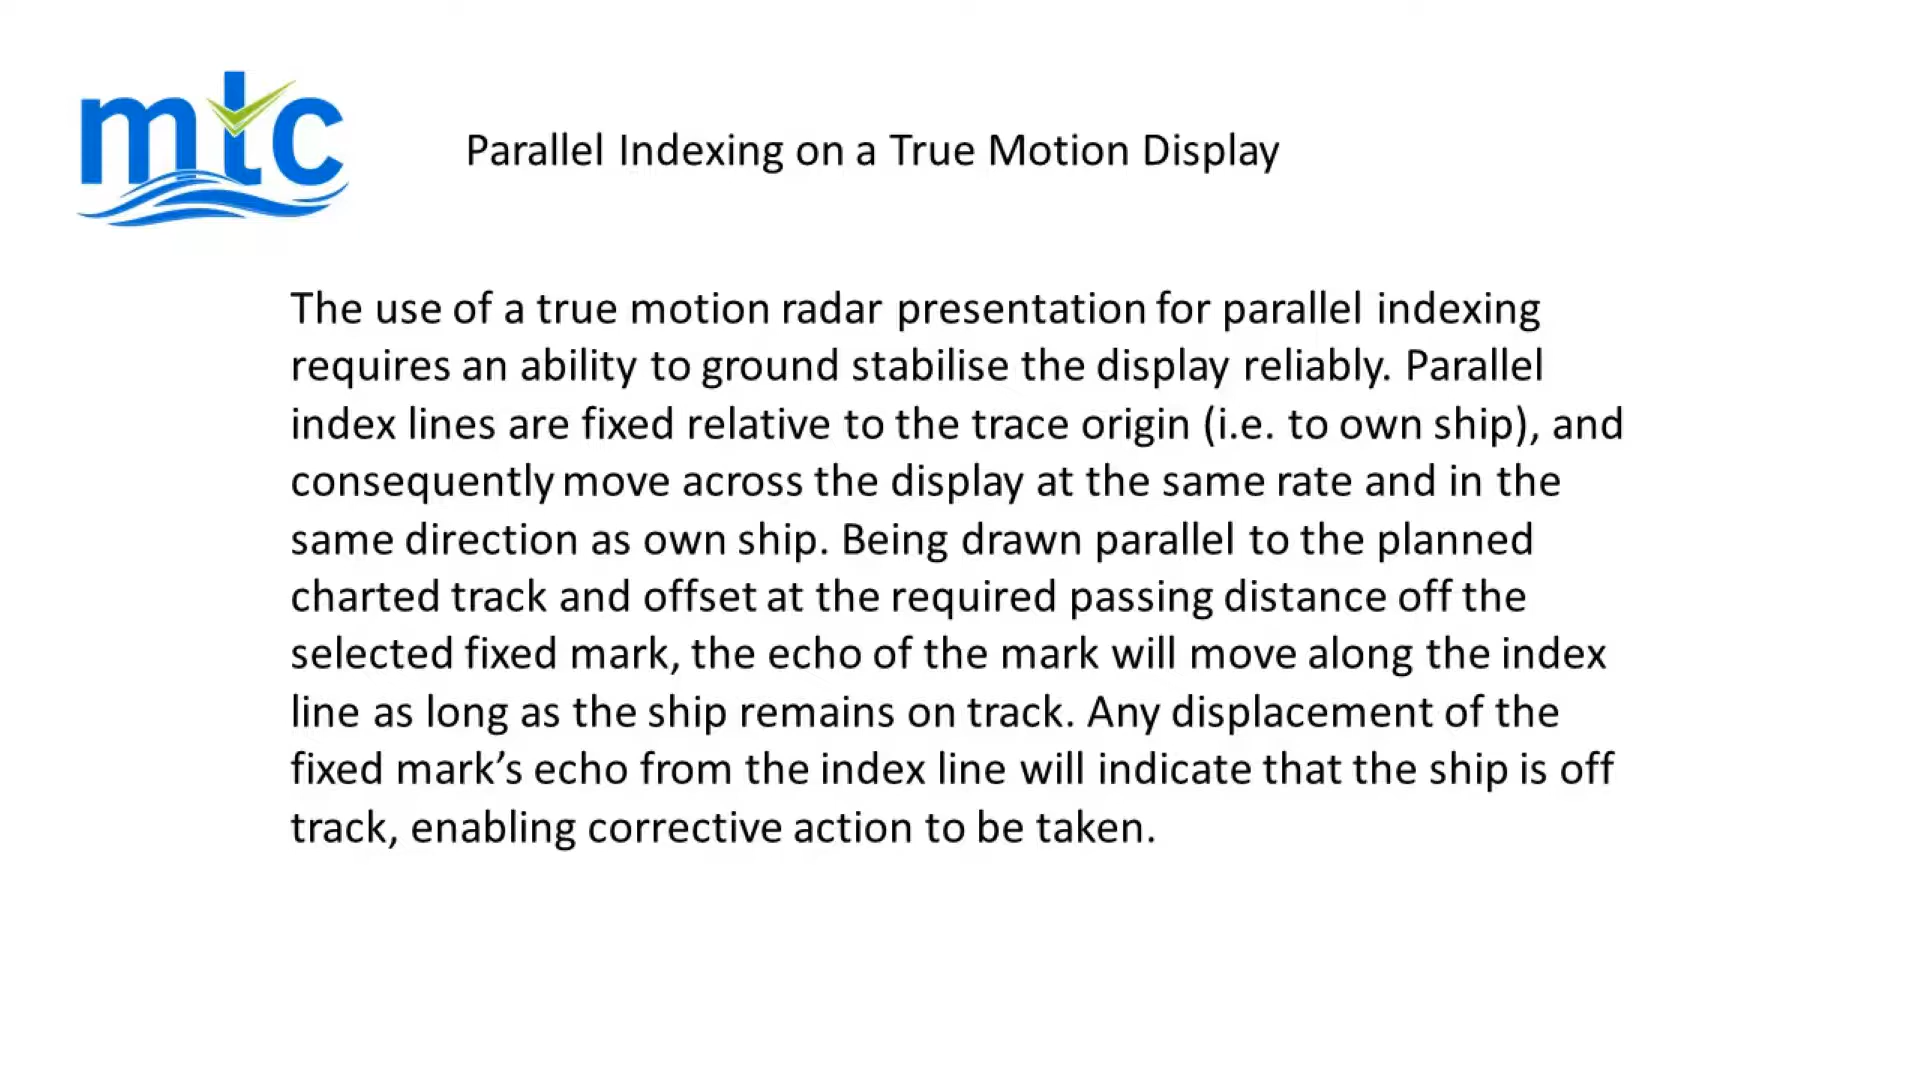 mtc
Parallel Indexing on a True Motion Display
The use of a true motion radar presentation for parallel indexing
requires an ability to ground stabilise the display reliably. Parallel
index lines are fixed relative to the trace origin (i.e. to own ship), and
consequently move across the display at the same rate and in the
same direction as own ship. Being drawn parallel to the planned
charted track and offset at the required passing distance off the
selected fixed mark, the echo of the mark will move along the index
line as long as the ship remains on track. Any displacement of the
fixed mark’s echo from the index line will indicate that the ship is off
track, enabling corrective action to be taken.